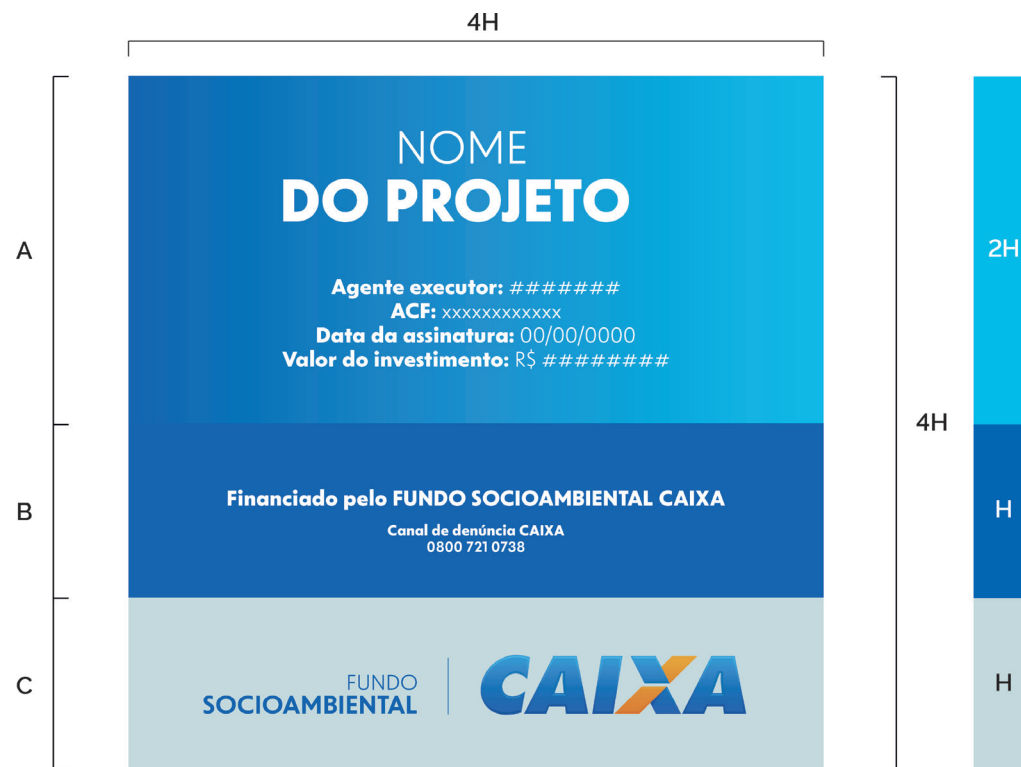 4H
A
NOME
DO PROJETO
Agente executor: #######
ACF: xxxxxxxxxxxx
Data da assinatura: 00/00/0000
Valor do investimento: R$ ########
2H
4H
B
Financiado pelo FUNDO SOCIOAMBIENTAL CAIXA
Canal de denúncia CAIXA
0800 721 0738
H
C
FUNDO
SOCIOAMBIENTAL
CAIXA
H